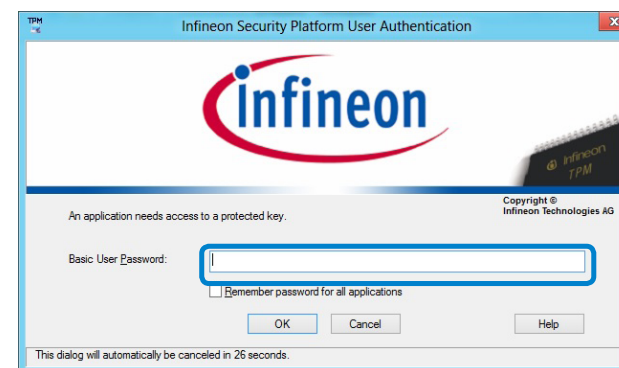 TPM
Infineon Security Platform User Authentication
infineon
infineon
TPM
Copyright ©
Infineon Technologies AG
An application needs access to a protected key.
Basic User Password:
Remember password for all applications
OK Cancel Help
This dialog will automatically be canceled in 26 seconds.